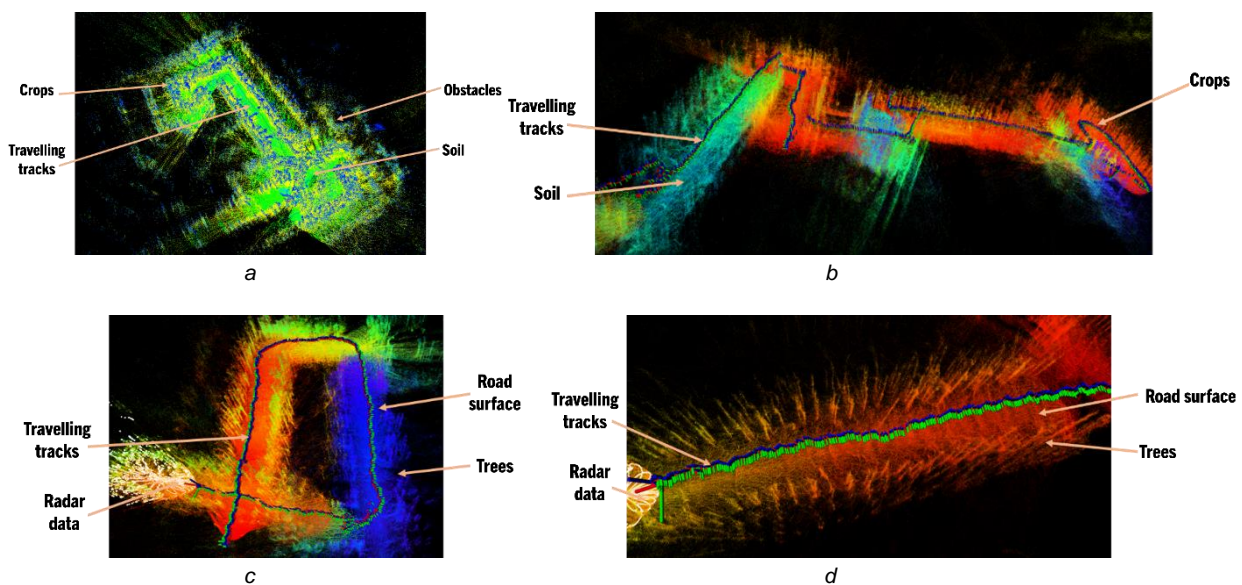 Crops
Travelling
tracks
Obstacles
Soil
a
Travelling
tracks
Soil
Crops
b
Travelling
tracks
Radar
data
Road
surface
Trees
c
Travelling
tracks
Radar
data
Road surface
Trees
d